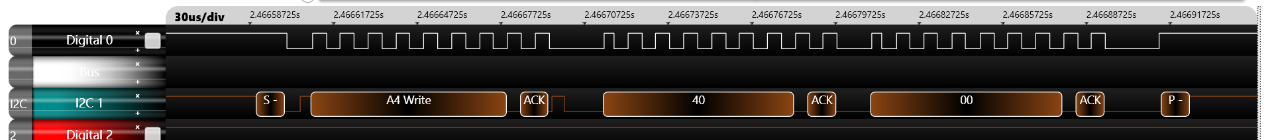 30us/div 2.46658725s 2.46661725s 2.46664725s 2.46667725s 2.46670725s 2.46673725s 2.46676725s 2.46679725s 2.46682725s 2.46685725s 2.46688725s 2.46691725s
0 Digital 0
Bus
I2C I2C 1 S - A4 Write ACK 40 ACK 00 ACK P -
2 Digital 2